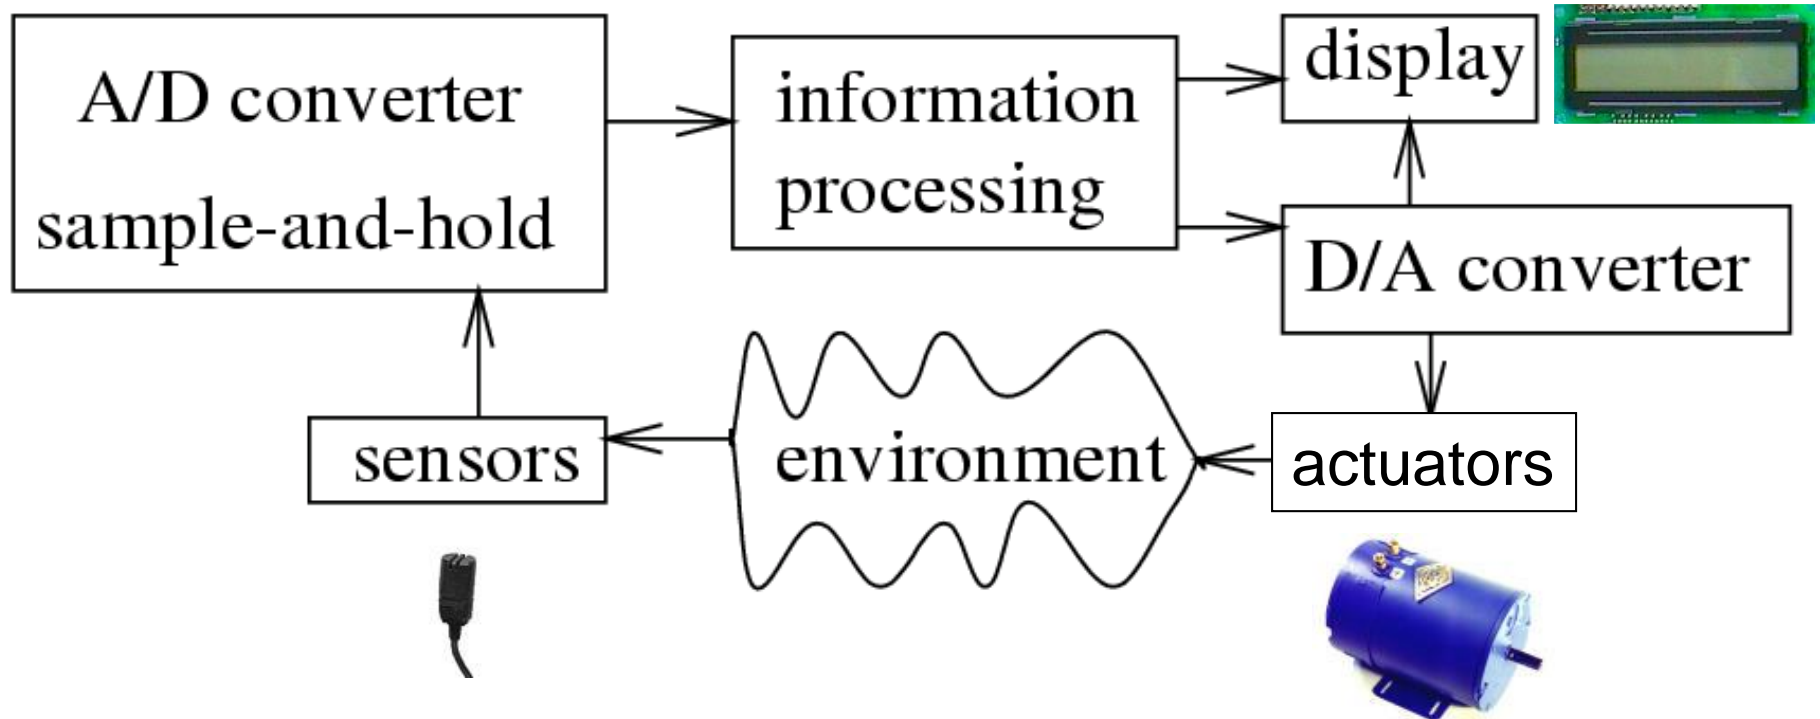 A/D converter
sample-and-hold
information
processing
display
D/A converter
sensors
environment
actuators